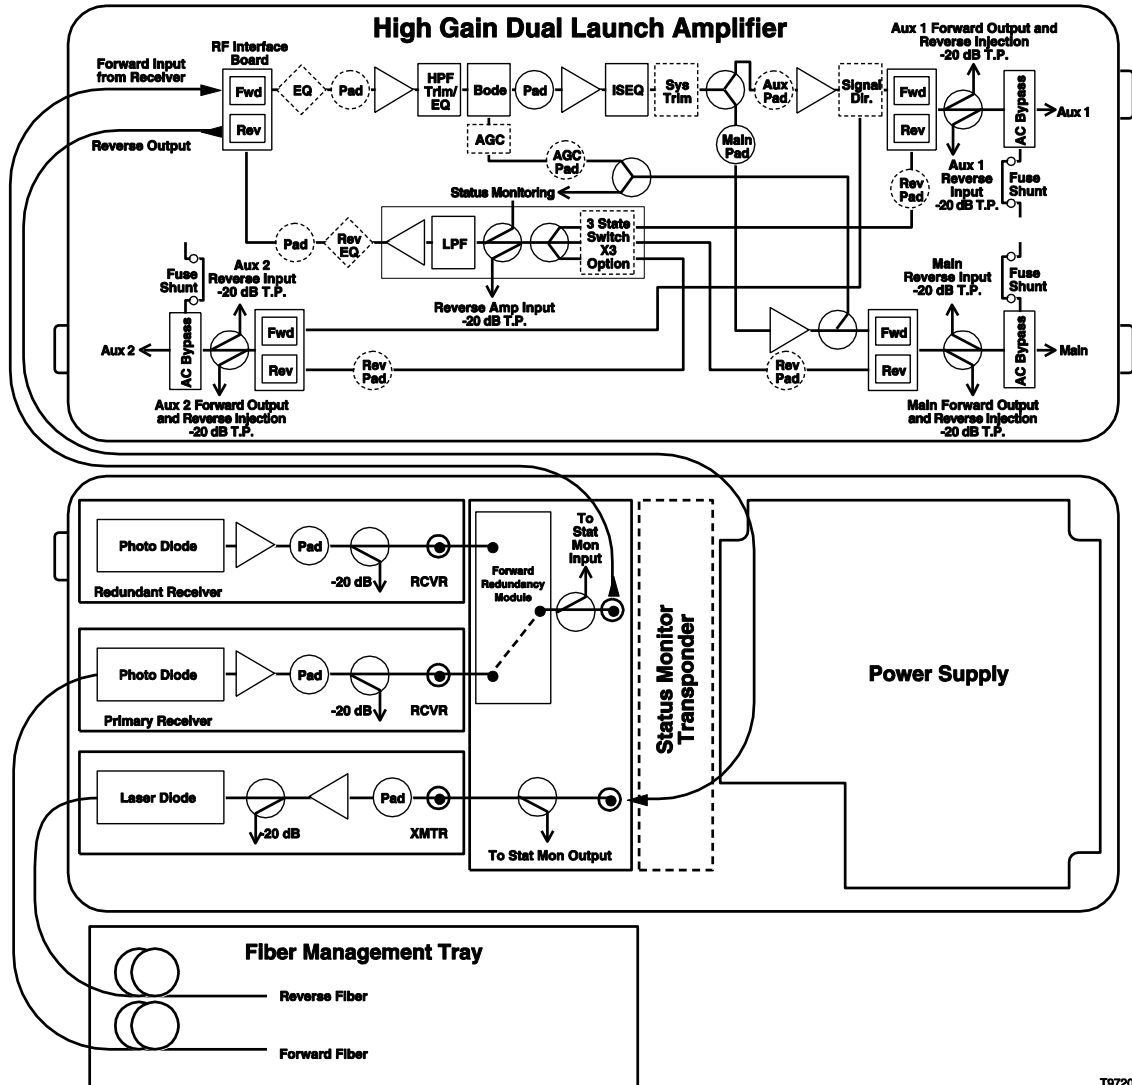 High Gain Dual Launch Amplifier
RF Interface
Board
Forward Input
from Receiver
Reverse Output
Fwd
Rev
EQ
Pad
HPF
Trim/
EQ
Bode
AGC
Pad
ISEQ
Sys
Trim
Aux
Pad
Signal
Dir.
Main
Pad
AGC
Pad
Aux 1 Forward Output and
Reverse Injection
-20 dB T.P.
Fwd
Rev
AC Bypass
Aux 1
Aux 1
Reverse
Input
-20 dB T.P.
Fuse
Shunt
Rev
Pad
Status Monitoring
Pad
Rev
EQ
LPF
3 State
Switch
X3
Option
Reverse Amp Input
-20 dB T.P.
Fuse
Shunt
Aux 2
Reverse Input
-20 dB T.P.
Aux 2
AC Bypass
Fwd
Rev
Rev
Pad
Aux 2 Forward Output
and Reverse Injection
-20 dB T.P.
Main
Reverse Input
-20 dB T.P.
Fuse
Shunt
Rev
Pad
Fwd
Rev
AC Bypass
Main
Main Forward Output
and Reverse Injection
-20 dB T.P.
Photo Diode
Pad
-20 dB
RCVR
Redundant Receiver
Photo Diode
Pad
-20 dB
RCVR
Primary Receiver
Laser Diode
-20 dB
Pad
XMTR
Forward
Redundancy
Module
To
Stat
Mon
Input
To Stat Mon Output
Status Monitor
Transponder
Power Supply
Fiber Management Tray
Reverse Fiber
Forward Fiber
T9720